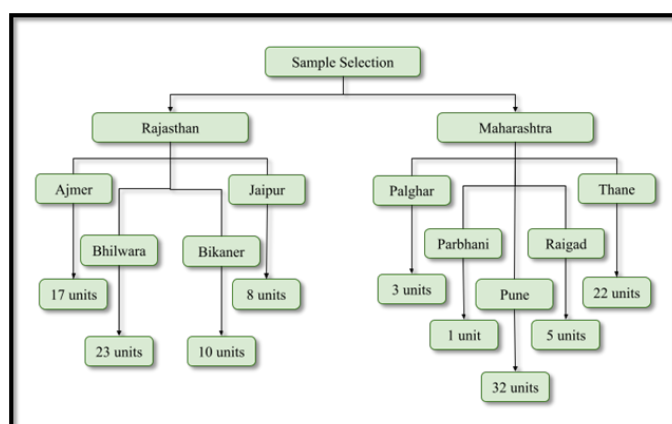 Sample Selection
Rajasthan
Maharashtra
Ajmer
Jaipur
Palghar
Thane
Bhilwara
Bikaner
Parbhani
Raigad
17 units
8 units
3 units
Pune
22 units
23 units
10 units
1 unit
5 units
32 units